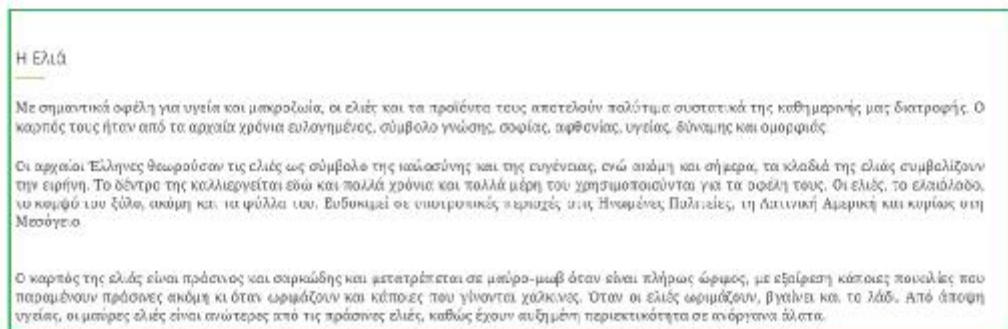 Η Ελιά
Με σημαντικά οφέλη για υγεία και μακροζωία, οι ελιές και τα προϊόντα τους αποτελούν πολύτιμα συστατικά της καθημερινής μας διατροφής. Ο
καρπός τους ήταν από τα αρχαία χρόνια ευλογημένος, σύμβολο γνώσης, σοφίας, αφθονίας, υγείας, δύναμης και ομορφιάς
Οι αρχαίοι Έλληνες θεωρούσαν τις ελιές ως σύμβολο της καλοσύνης και της ευγένειας, ενώ ακόμη και σήμερα, τα κλαδιά της ελιάς συμβολίζουν
την ειρήνη. Το δέντρο της καλλιεργείται εδώ και πολλά χρόνια και πολλά μέρη του χρησιμοποιούνται για τα οφέλη τους. Οι ελιές, το ελαιόλαδο,
το κομψό του ξύλο, ακόμη και τα φύλλα του. Ευδοκιμεί σε υποτροπικές περιοχές στις Ηνωμένες Πολιτείες, τη Λατινική Αμερική και κυρίως στη
Μεσόγειο
Ο καρπός της ελιάς είναι πράσινος και σαρκώδης και μετατρέπεται σε μαύρο-μωβ όταν είναι πλήρως ώριμος, με εξαίρεση κάποιες ποικιλίες που
παραμένουν πράσινες ακόμη κι όταν ωριμάζουν και κάποιες που γίνονται χάλκινες. Όταν οι ελιές ωριμάζουν, βγαίνει και το λάδι. Από άποψη
υγείας, οι μαύρες ελιές είναι ανώτερες από τις πράσινες ελιές, καθώς έχουν αυξημένη περιεκτικότητα σε ανόργανα άλατα.